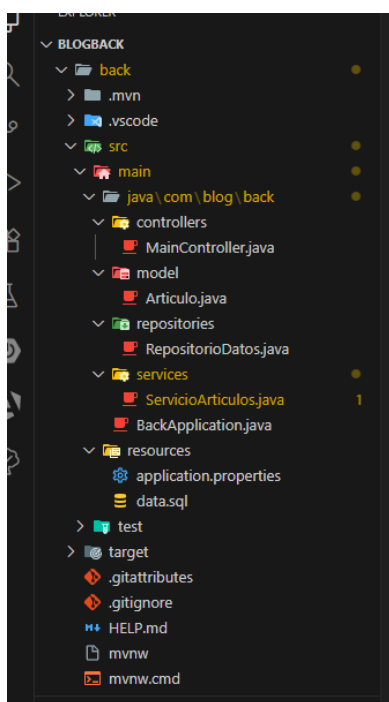 EXPLORER
BLOGBACK
back
.mvn
.vscode
src
main
java\com\blog\back
controllers
MainController.java
model
Articulo.java
repositories
RepositorioDatos.java
services
ServicioArticulos.java 1
BackApplication.java
resources
application.properties
data.sql
test
target
.gitattributes
.gitignore
HELP.md
mvnw
mvnw.cmd